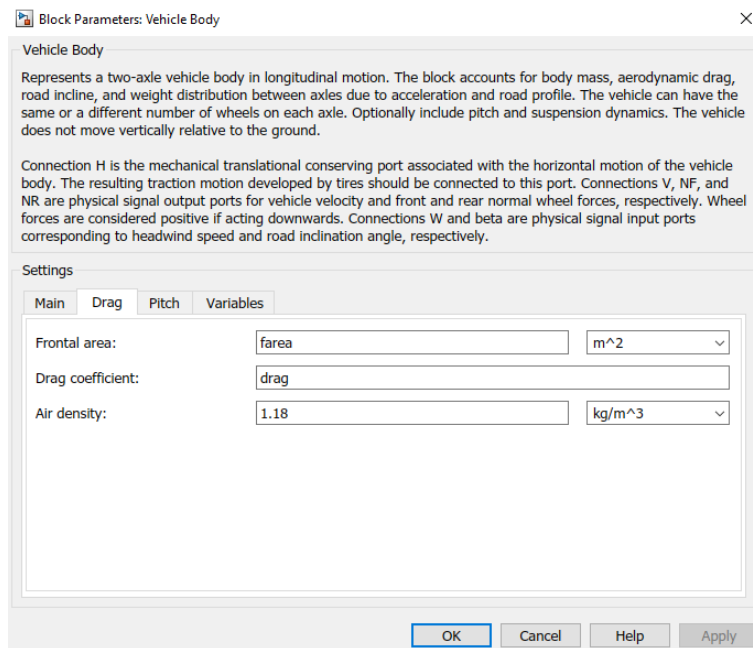 Block Parameters: Vehicle Body
Vehicle Body
Represents a two-axle vehicle body in longitudinal motion. The block accounts for body mass, aerodynamic drag,
road incline, and weight distribution between axles due to acceleration and road profile. The vehicle can have the
same or a different number of wheels on each axle. Optionally include pitch and suspension dynamics. The vehicle
does not move vertically relative to the ground.
Connection H is the mechanical translational conserving port associated with the horizontal motion of the vehicle
body. The resulting traction motion developed by tires should be connected to this port. Connections V, NF, and
NR are physical signal output ports for vehicle velocity and front and rear normal wheel forces, respectively. Wheel
forces are considered positive if acting downwards. Connections W and beta are physical signal input ports
corresponding to headwind speed and road inclination angle, respectively.
Settings
Main Drag Pitch Variables
Frontal area: farea m^2
Drag coefficient: drag
Air density: 1.18 kg/m^3
OK Cancel Help Apply